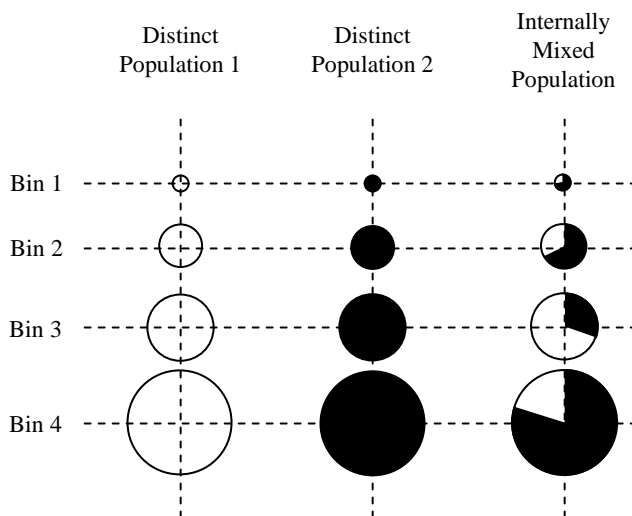 Distinct
Population 1
Distinct
Population 2
Internally
Mixed
Population
Bin 1
Bin 2
Bin 3
Bin 4